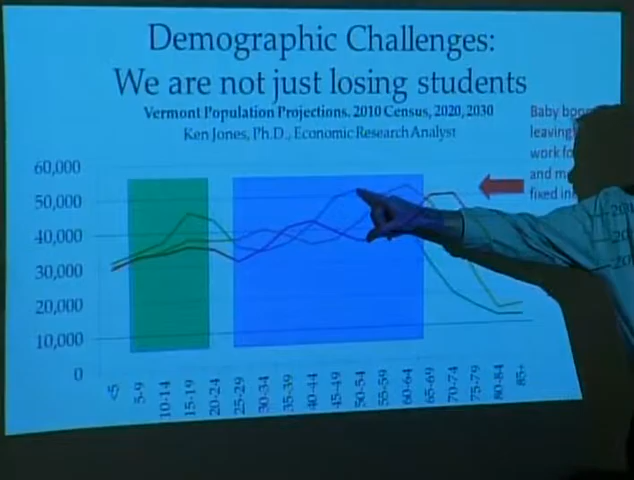 Demographic Challenges:
We are not just losing students
Vermont Population Projections. 2010 Census, 2020, 2030
Ken Jones, Ph.D., Economic Research Analyst
Baby
leaving
work
and
fixed
60,000
50,000
40,000
30,000
20,000
10,000
0
<5
5-9
10-14
15-19
20-24
25-29
30-34
35-39
40-44
45-49
50-54
55-59
60-64
65-69
70-74
75-79
80-84
85+